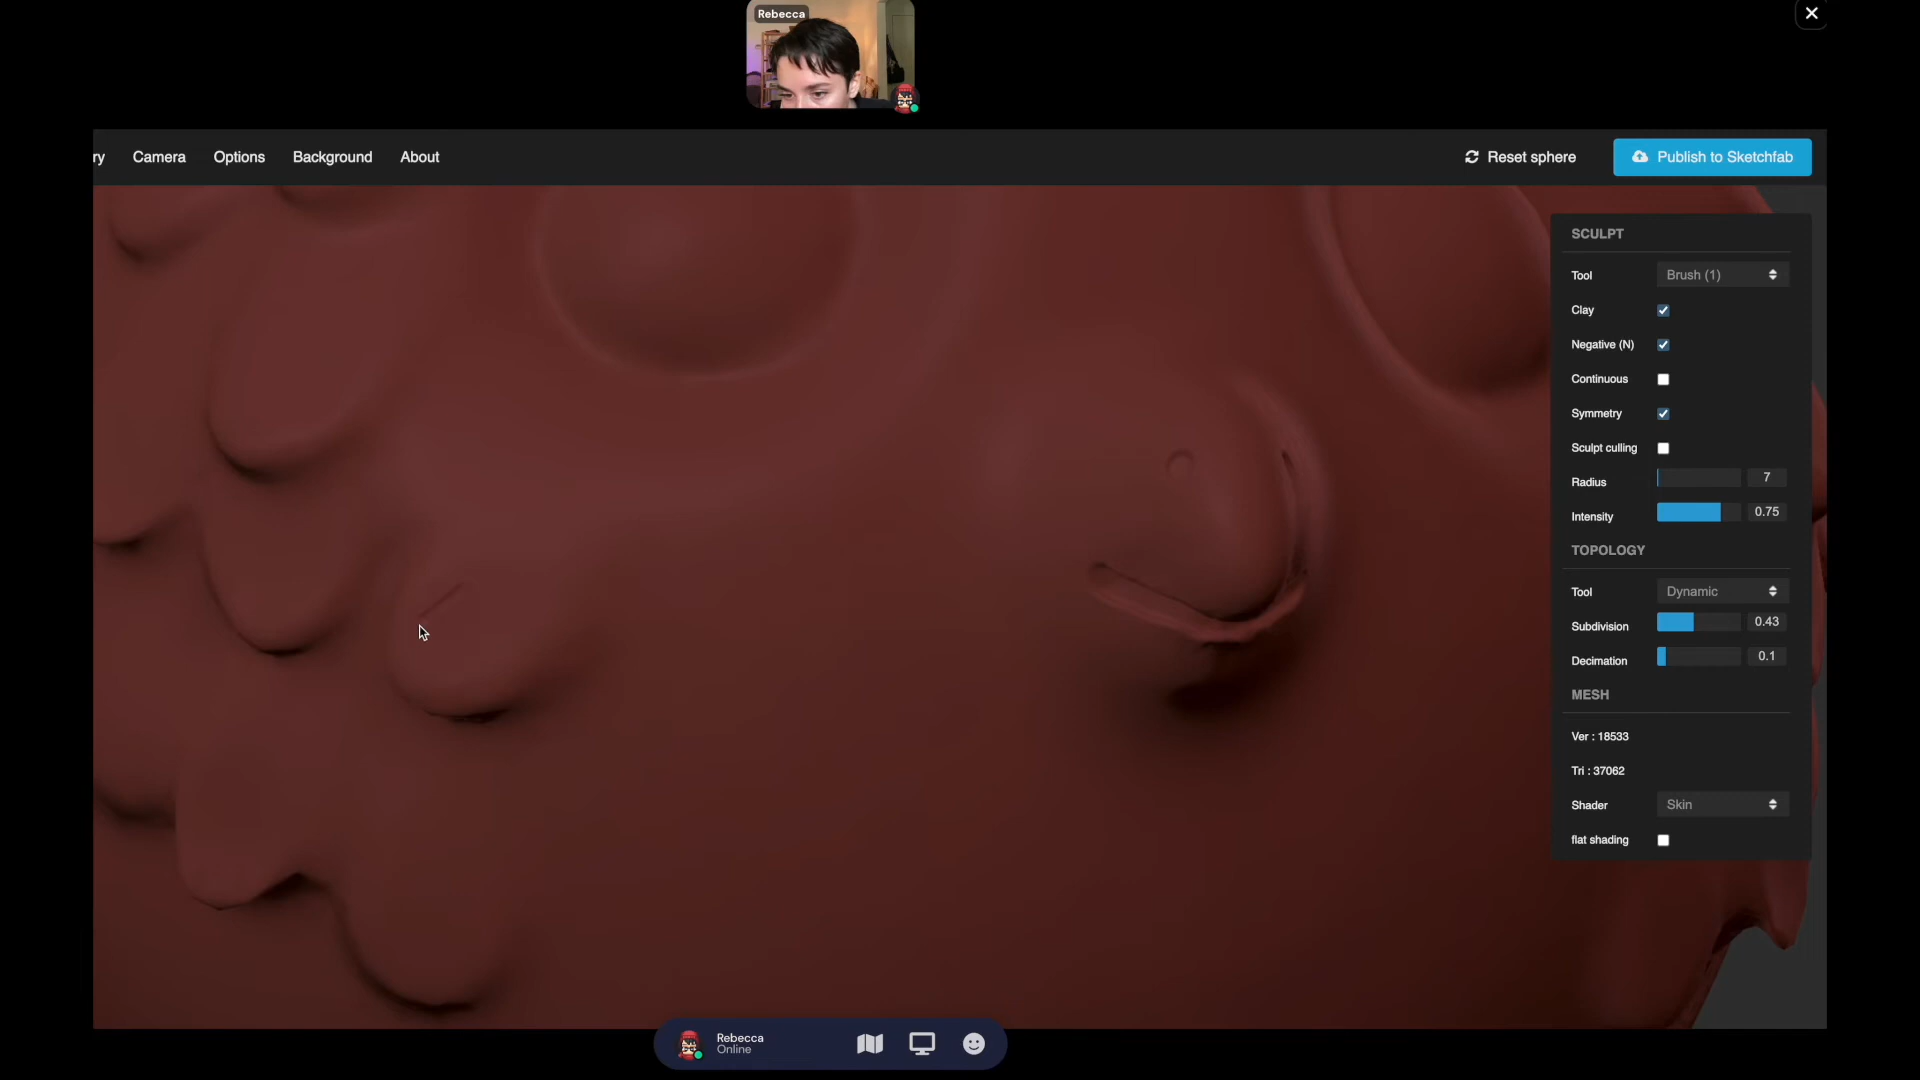 Rebecca
ry Camera Options Background About
Reset sphere
Publish to Sketchfab
SCULPT
Tool Brush (1)
Clay
Negative (N)
Continuous
Symmetry
Sculpt culling
Radius 7
Intensity 0.75
TOPOLOGY
Tool Dynamic
Subdivision 0.43
Decimation 0.1
MESH
Ver : 18533
Tri : 37062
Shader Skin
flat shading
Rebecca
Online